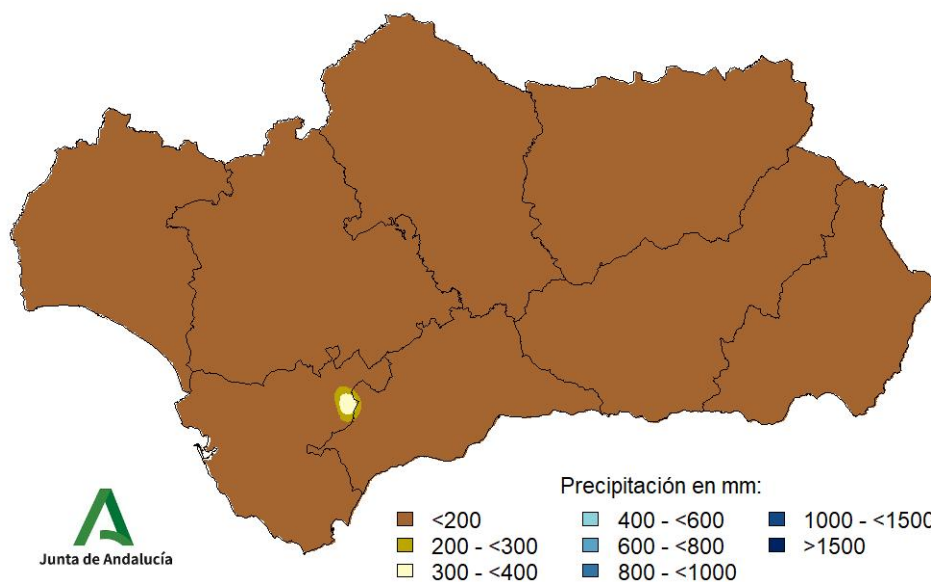 Precipitación en mm:
<200
400 - <600
1000 - <1500
200 - <300
600 - <800
>1500
300 - <400
800 - <1000
Junta de Andalucía